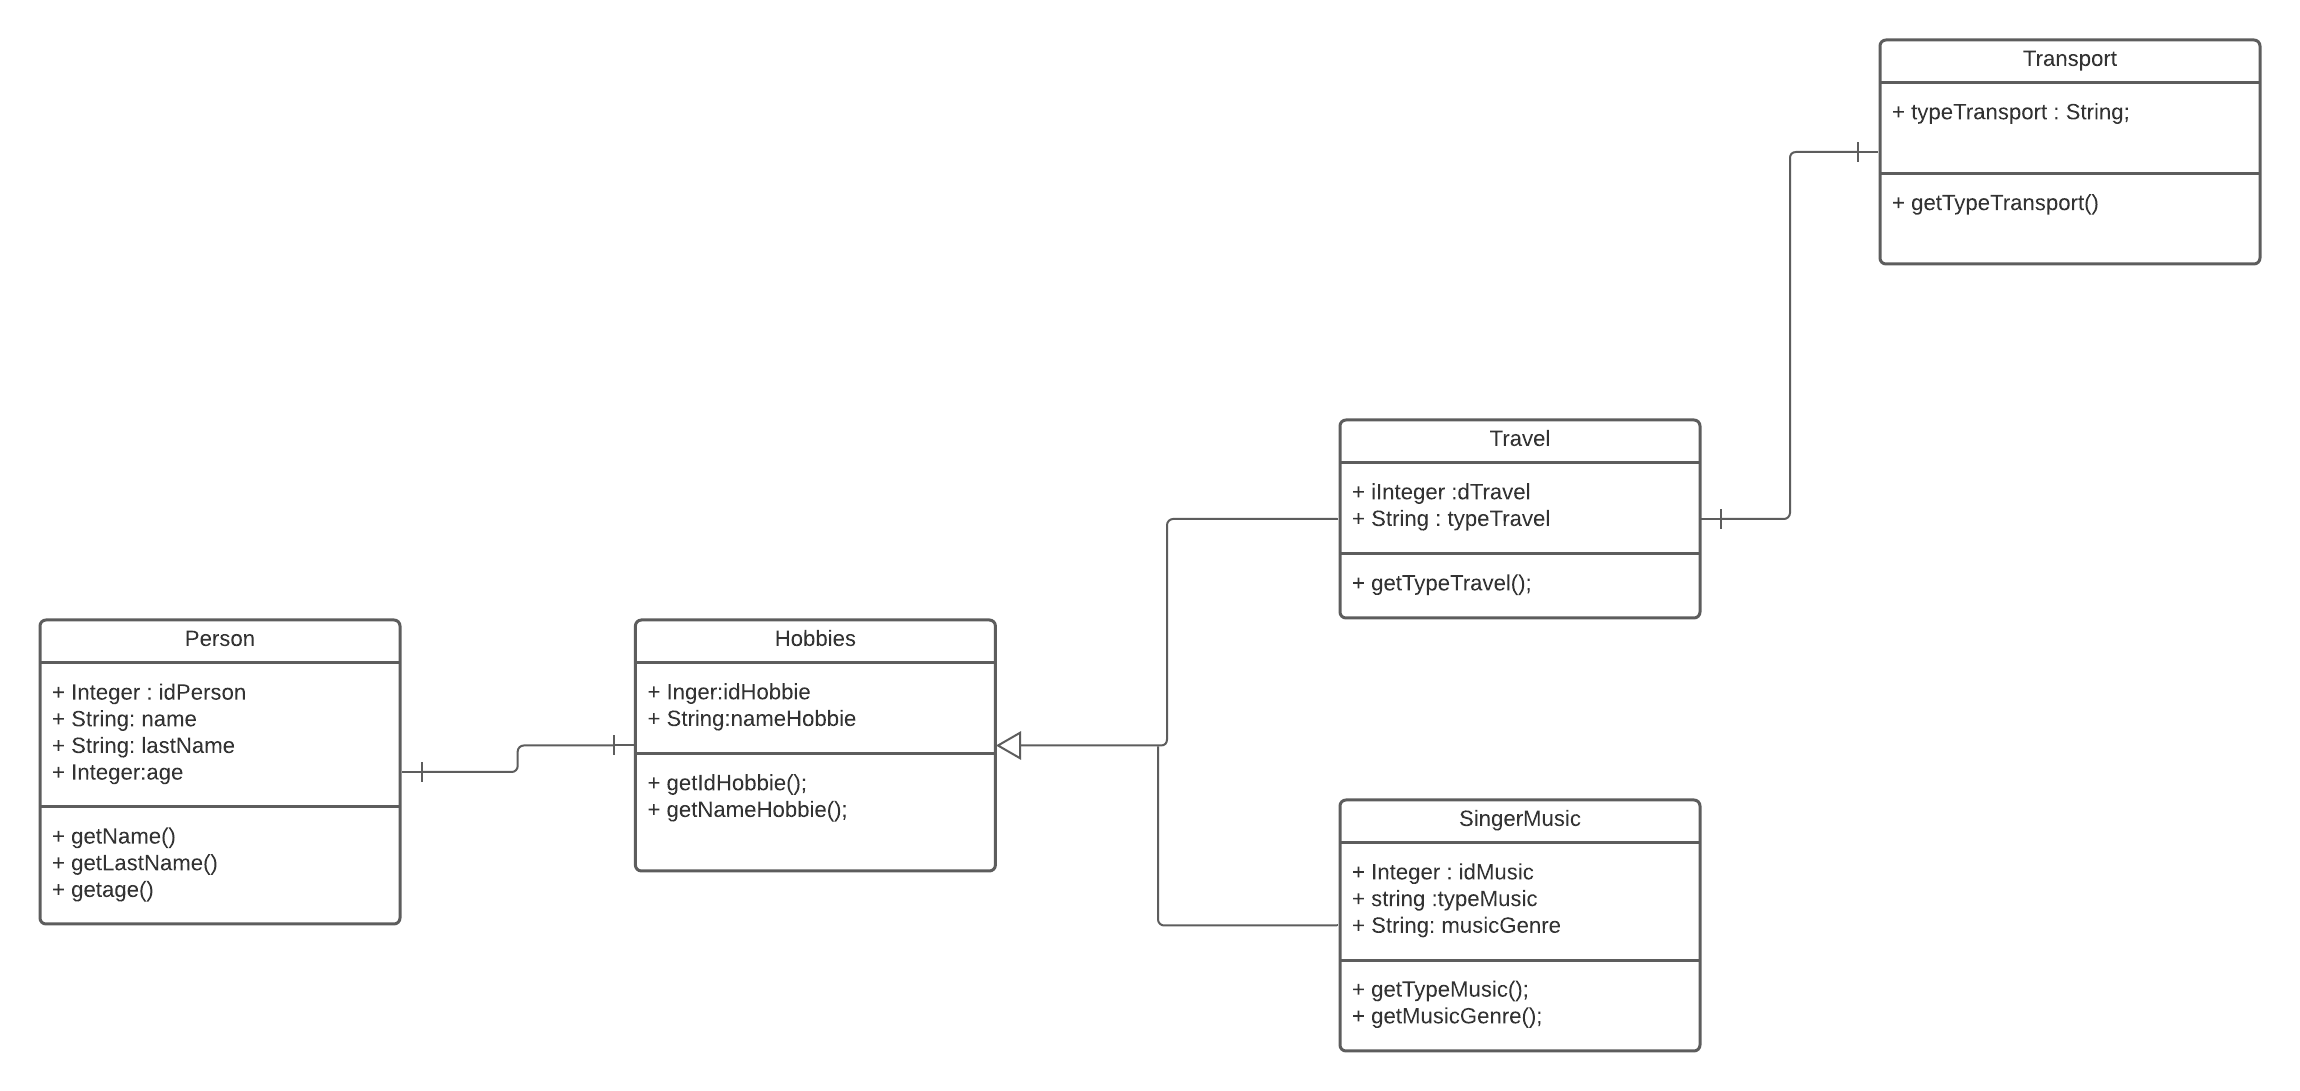 Transport
+ typeTransport : String;
+ getTypeTransport()
Travel
+ iInteger :dTravel
+ String : typeTravel
+ getTypeTravel();
Person
+ Integer : idPerson
+ String: name
+ String: lastName
+ Integer:age
+ getName()
+ getLastName()
+ getage()
Hobbies
+ Inger:idHobbie
+ String:nameHobbie
+ getIdHobbie();
+ getNameHobbie();
SingerMusic
+ Integer : idMusic
+ string :typeMusic
+ String: musicGenre
+ getTypeMusic();
+ getMusicGenre();